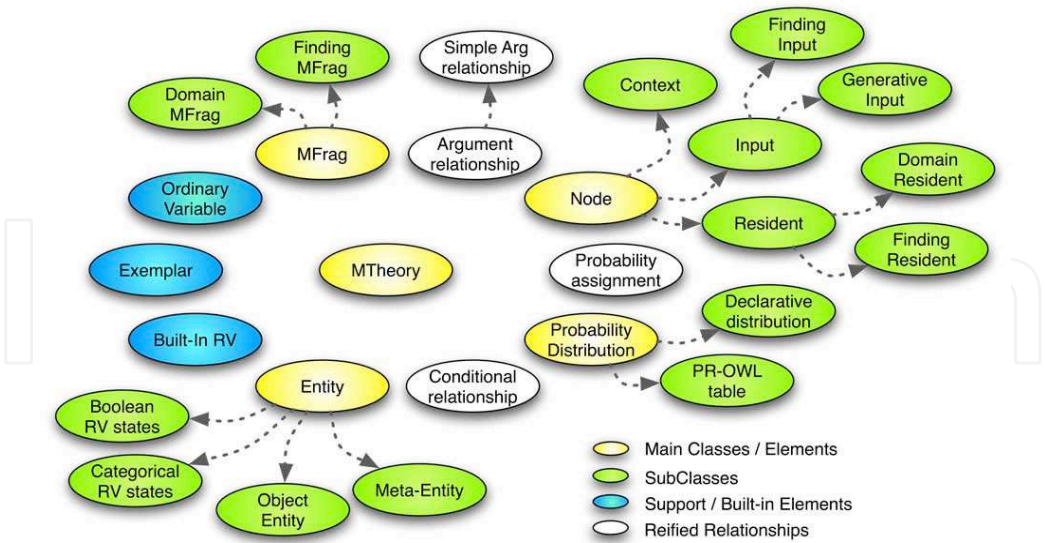 Finding
MFrag
Simple Arg
relationship
Finding
Input
Domain
MFrag
Context
Generative
Input
MFrag
Argument
relationship
Input
Domain
Resident
Ordinary
Variable
Node
Resident
Finding
Resident
Exemplar
MTheory
Probability
assignment
Declarative
distribution
Built-In RV
Probability
Distribution
PR-OWL
table
Entity
Conditional
relationship
Boolean
RV states
Categorical
RV states
Object
Entity
Meta-Entity
Main Classes / Elements
SubClasses
Support / Built-in Elements
Reified Relationships